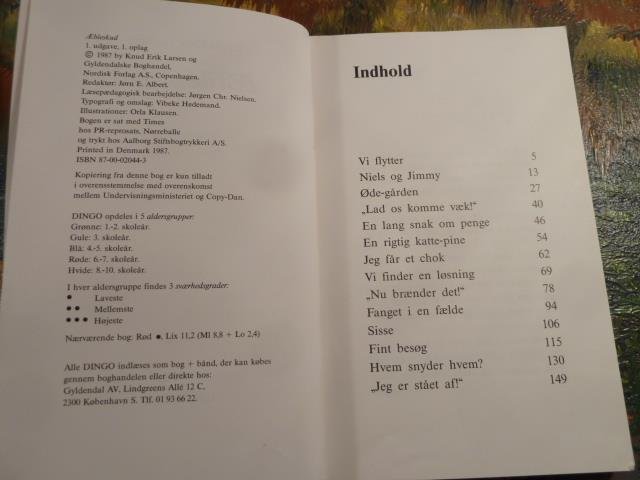 Æbleskud
1. udgave, 1. oplag
© 1987 by Knud Erik Larsen og
Gyldendalske Boghandel,
Nordisk Forlag A.S., Copenhagen.
Redaktør: Jørn E. Albert.
Læsepædagogisk bearbejdelse: Jørgen Chr. Nielsen.
Typografi og omslag: Vibeke Hedemand.
Illustrationer: Orla Klausen.
Bogen er sat med Times
hos PR-reprosats, Nørreballe
og trykt hos Aalborg Stiftsbogtrykkeri A/S.
Printed in Denmark 1987.
ISBN 87-00-02044-3
Kopiering fra denne bog er kun tilladt
i overensstemmelse med overenskomst
mellem Undervisningsministeriet og Copy-Dan.
DINGO opdeles i 5 aldersgrupper:
Grønne: 1.-2. skoleår.
Gule: 3. skoleår.
Blå: 4.-5. skoleår.
Røde: 6.-7. skoleår.
Hvide: 8.-10. skoleår.
I hver aldersgruppe findes 3 sværhedsgrader:
● Laveste
● ● Mellemste
● ● ● Højeste
Nærværende bog: Rød ●, Lix 11,2 (Ml 8,8 + Lo 2,4)
Alle DINGO indlæses som bog + bånd, der kan købes
gennem boghandelen eller direkte hos:
Gyldendal AV, Lindgreens Allé 12 C,
2300 København S. Tlf. 01 93 66 22.
Indhold
Vi flytter 5
Niels og Jimmy 13
Øde-gården 27
„Lad os komme væk!“ 40
En lang snak om penge 46
En rigtig katte-pine 54
Jeg får et chok 62
Vi finder en løsning 69
„Nu brænder det!“ 78
Fanget i en fælde 94
Sisse 106
Fint besøg 115
Hvem snyder hvem? 130
„Jeg er stået af!“ 149